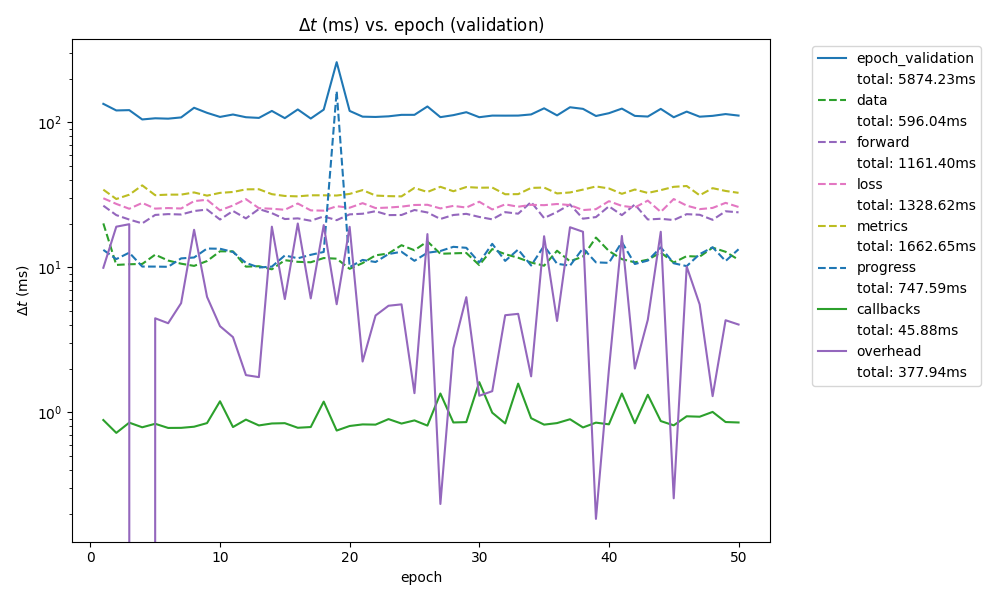 Δt (ms) vs. epoch (validation)
Δt (ms)
10²
10¹
10⁰
0 10 20 30 40 50
epoch
epoch_validation
total: 5874.23ms
data
total: 596.04ms
forward
total: 1161.40ms
loss
total: 1328.62ms
metrics
total: 1662.65ms
progress
total: 747.59ms
callbacks
total: 45.88ms
overhead
total: 377.94ms